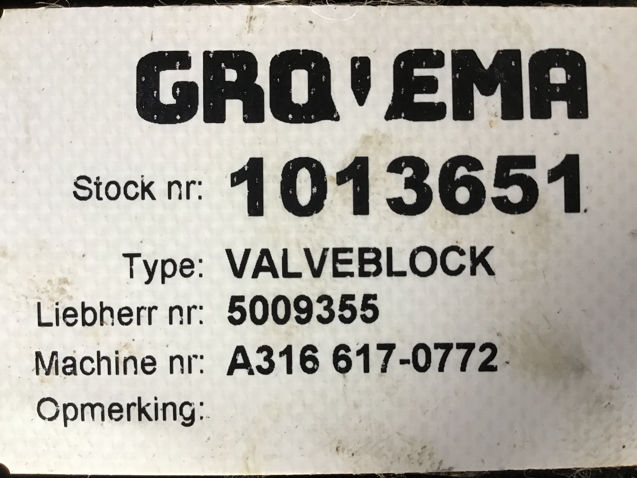 GROVEMA
Stock nr: 1013651
Type: VALVEBLOCK
Liebherr nr: 5009355
Machine nr: A316 617-0772
Opmerking: